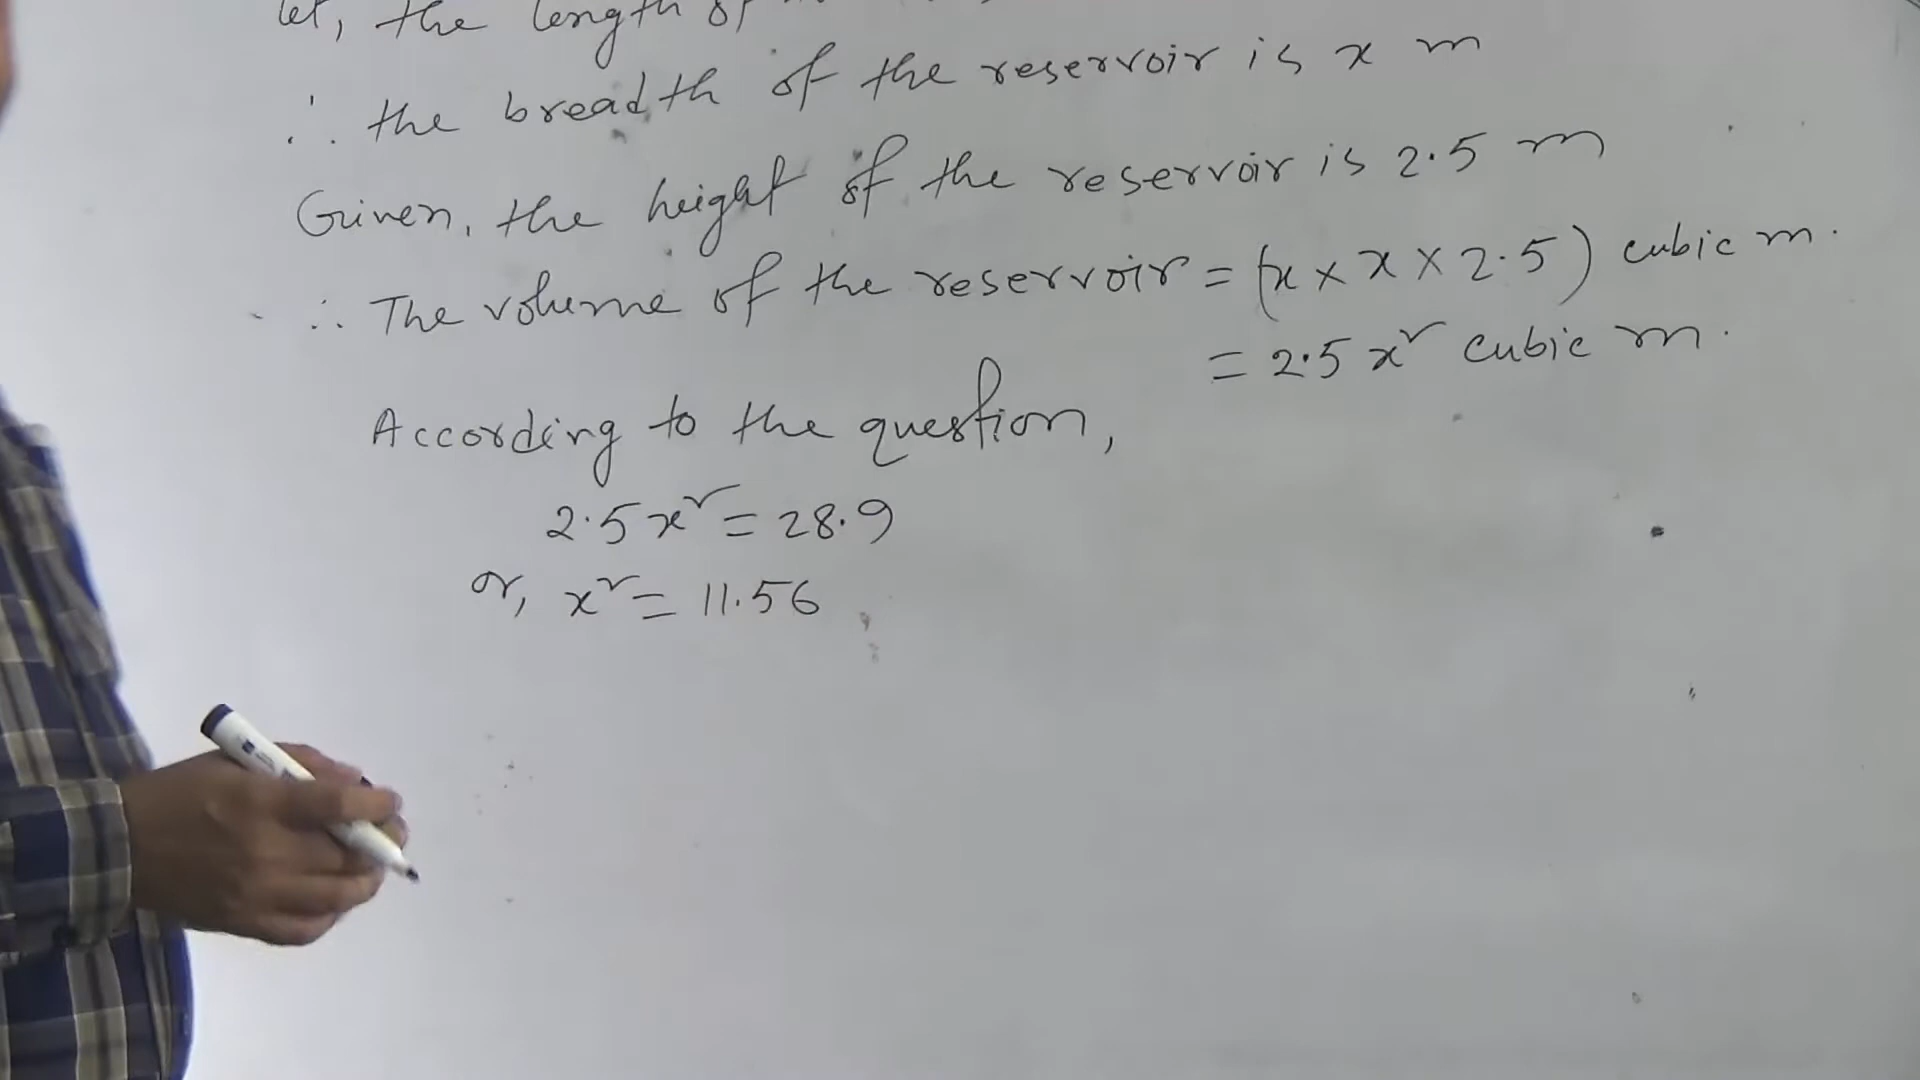 let, the length of
∴ the breadth of the reservoir is x m
Given, the height of the reservoir is 2.5 m
∴ The volume of the reservoir = (x × x × 2.5) cubic m.
= 2.5 x² cubic m.
According to the question,
2.5x² = 28.9
or, x² = 11.56